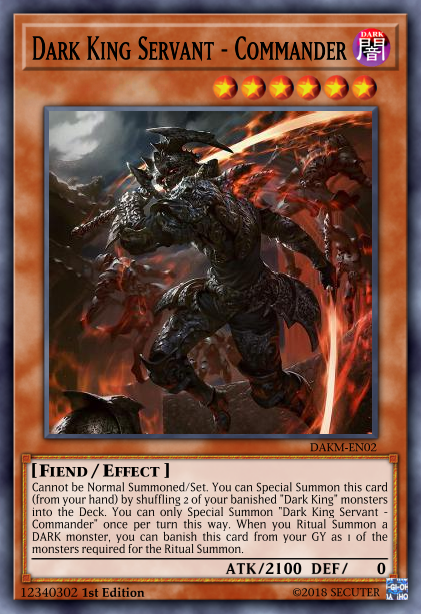 Dark King Servant - Commander
DARK
闇
DAKM-EN02
[Fiend / Effect ]
Cannot be Normal Summoned/Set. You can Special Summon this card
(from your hand) by shuffling 2 of your banished "Dark King" monsters
into the Deck. You can only Special Summon "Dark King Servant -
Commander" once per turn this way. When you Ritual Summon a
DARK monster, you can banish this card from your GY as 1 of the
monsters required for the Ritual Summon.
ATK/2100 DEF/ 0
12340302 1st Edition ©2018 SECUTER